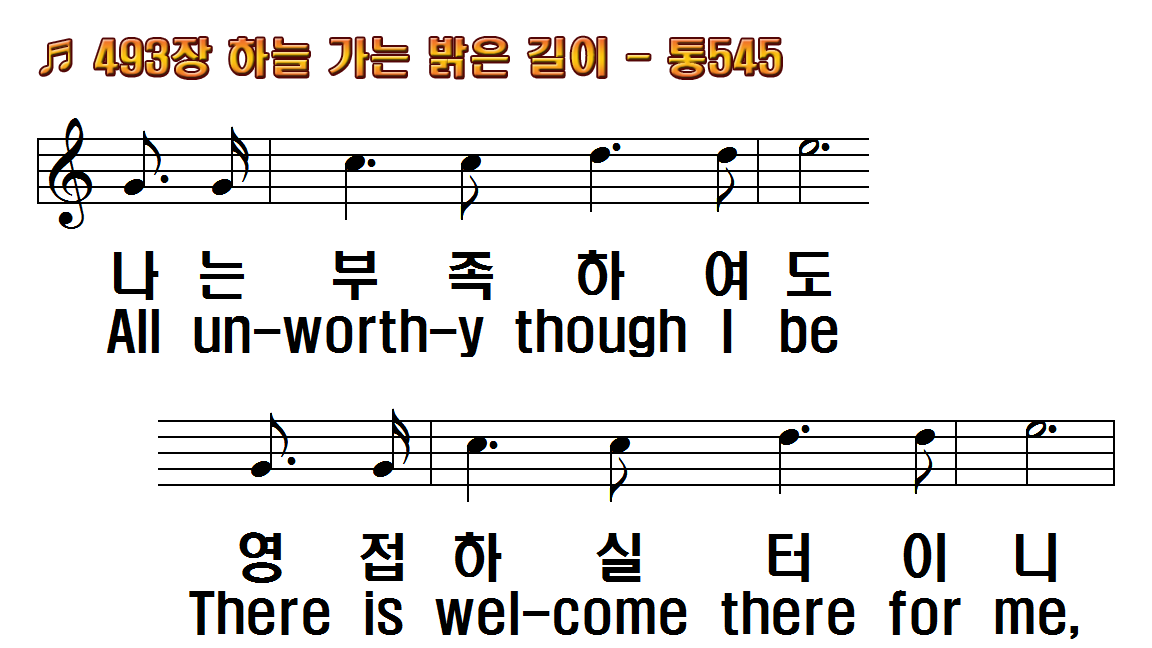 ♬ 493장 하늘 가는 밝은 길이 - 통545
나 는 부 족 하 여 도
All un-worth-y though I be
영 접 하 실 터 이 니
There is wel-come there for me,